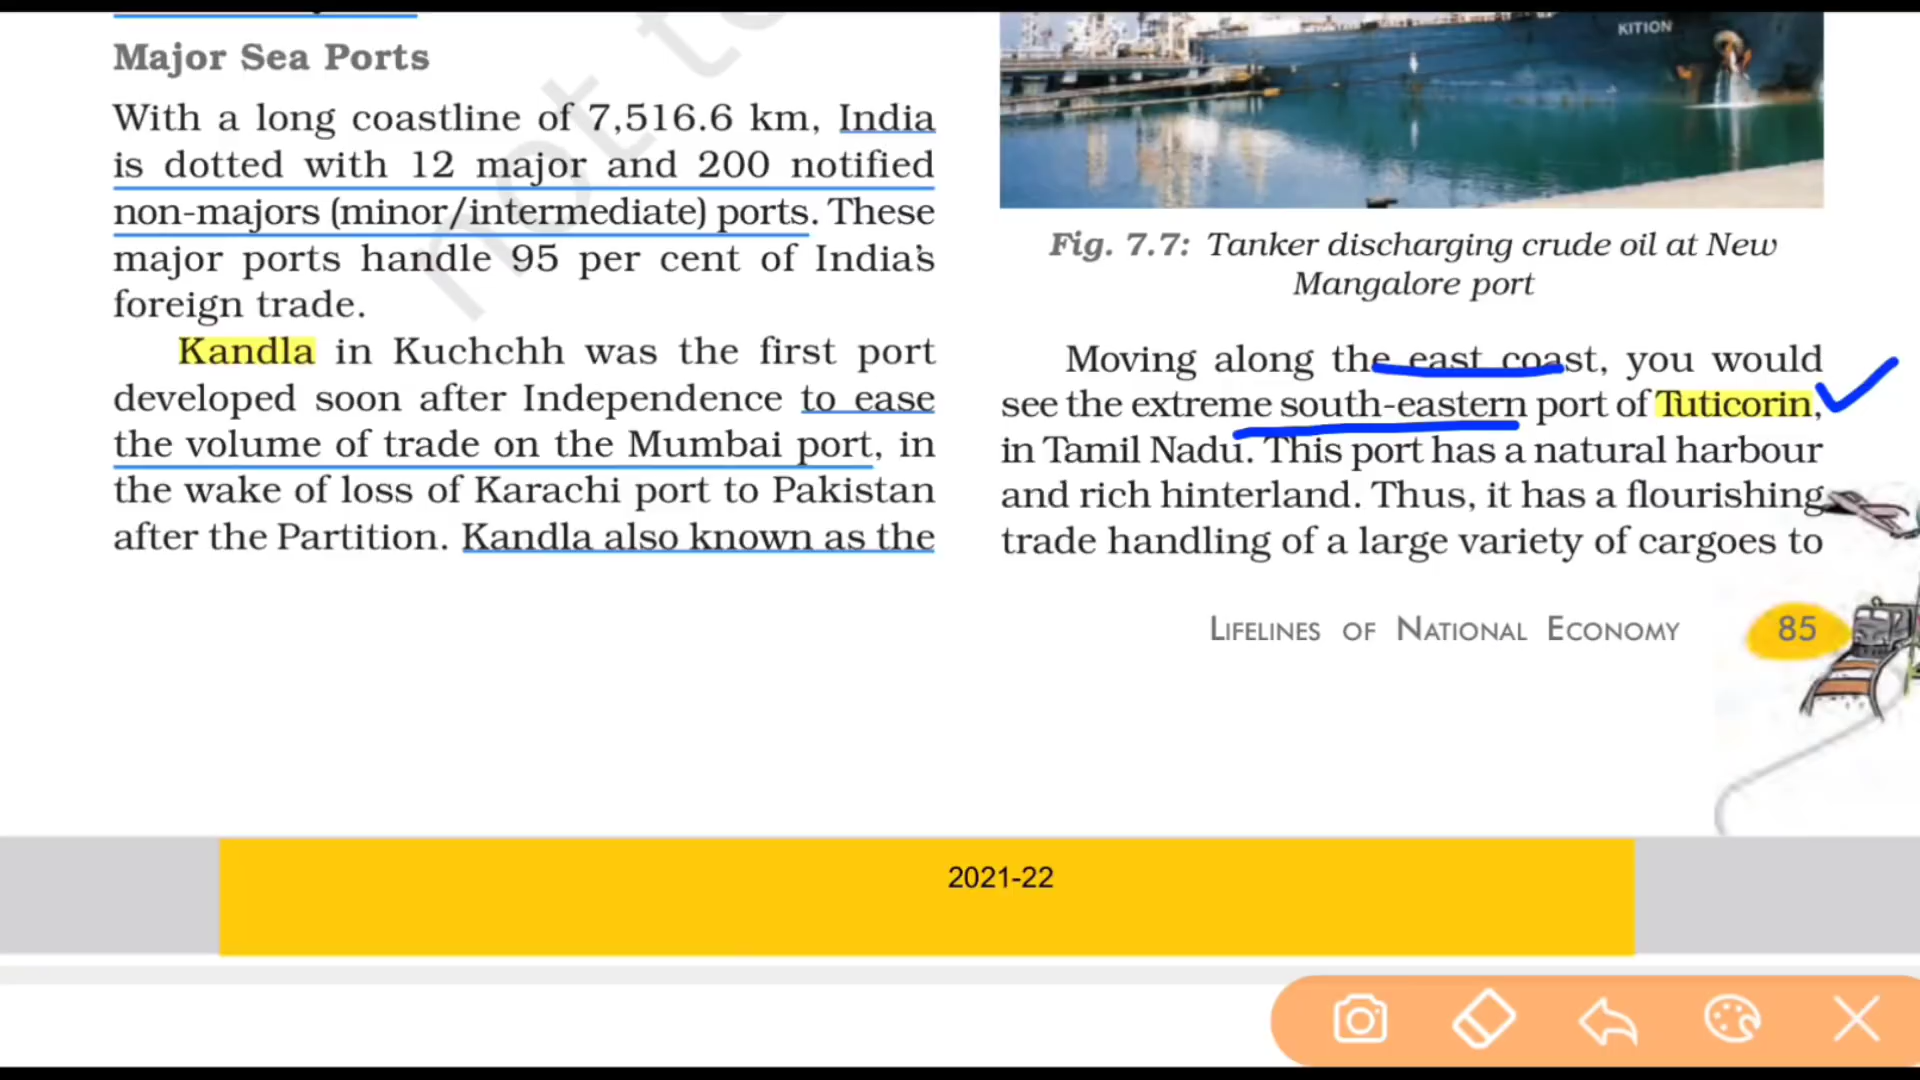 Major Sea Ports
With a long coastline of 7,516.6 km, India
is dotted with 12 major and 200 notified
non-majors (minor/intermediate) ports. These
major ports handle 95 per cent of India's
foreign trade.
Kandla in Kuchchh was the first port
developed soon after Independence to ease
the volume of trade on the Mumbai port, in
the wake of loss of Karachi port to Pakistan
after the Partition. Kandla also known as the
not to
KITION
Fig. 7.7: Tanker discharging crude oil at New
Mangalore port
Moving along the east coast, you would
see the extreme south-eastern port of Tuticorin,
in Tamil Nadu. This port has a natural harbour
and rich hinterland. Thus, it has a flourishing
trade handling of a large variety of cargoes to
LIFELINES OF NATIONAL ECONOMY 85
2021-22